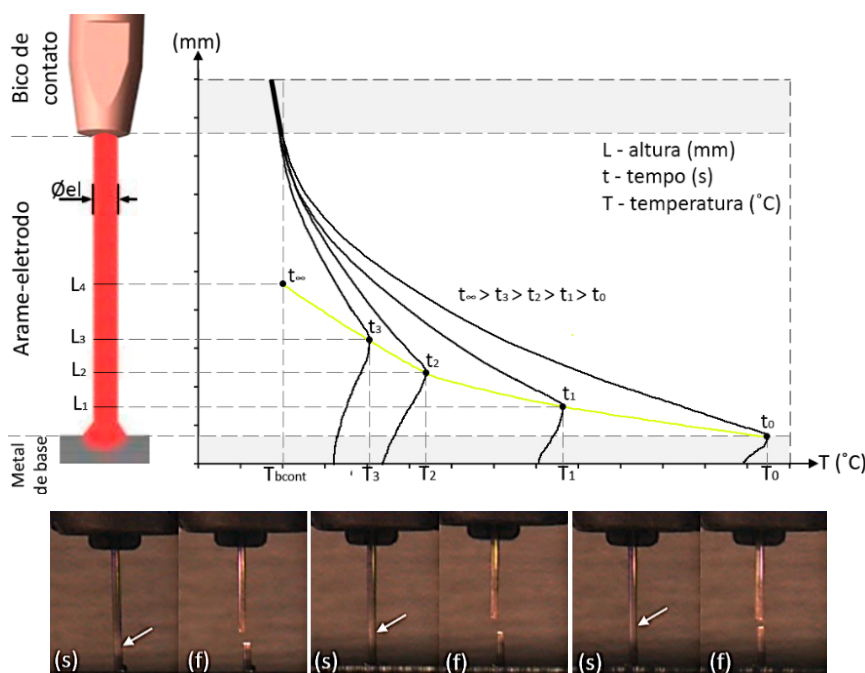 Bico de
contato
Arame-eletrodo
Metal
de base
Øel
L₄
L₃
L₂
L₁
(mm)
L - altura (mm)
t - tempo (s)
T - temperatura (˚C)
t∞ > t₃ > t₂ > t₁ > t₀
t∞
t₃
t₂
t₁
t₀
Tbcont
T₃
T₂
T₁
T₀
T (˚C)
(s)
(f)
(s)
(f)
(s)
(f)